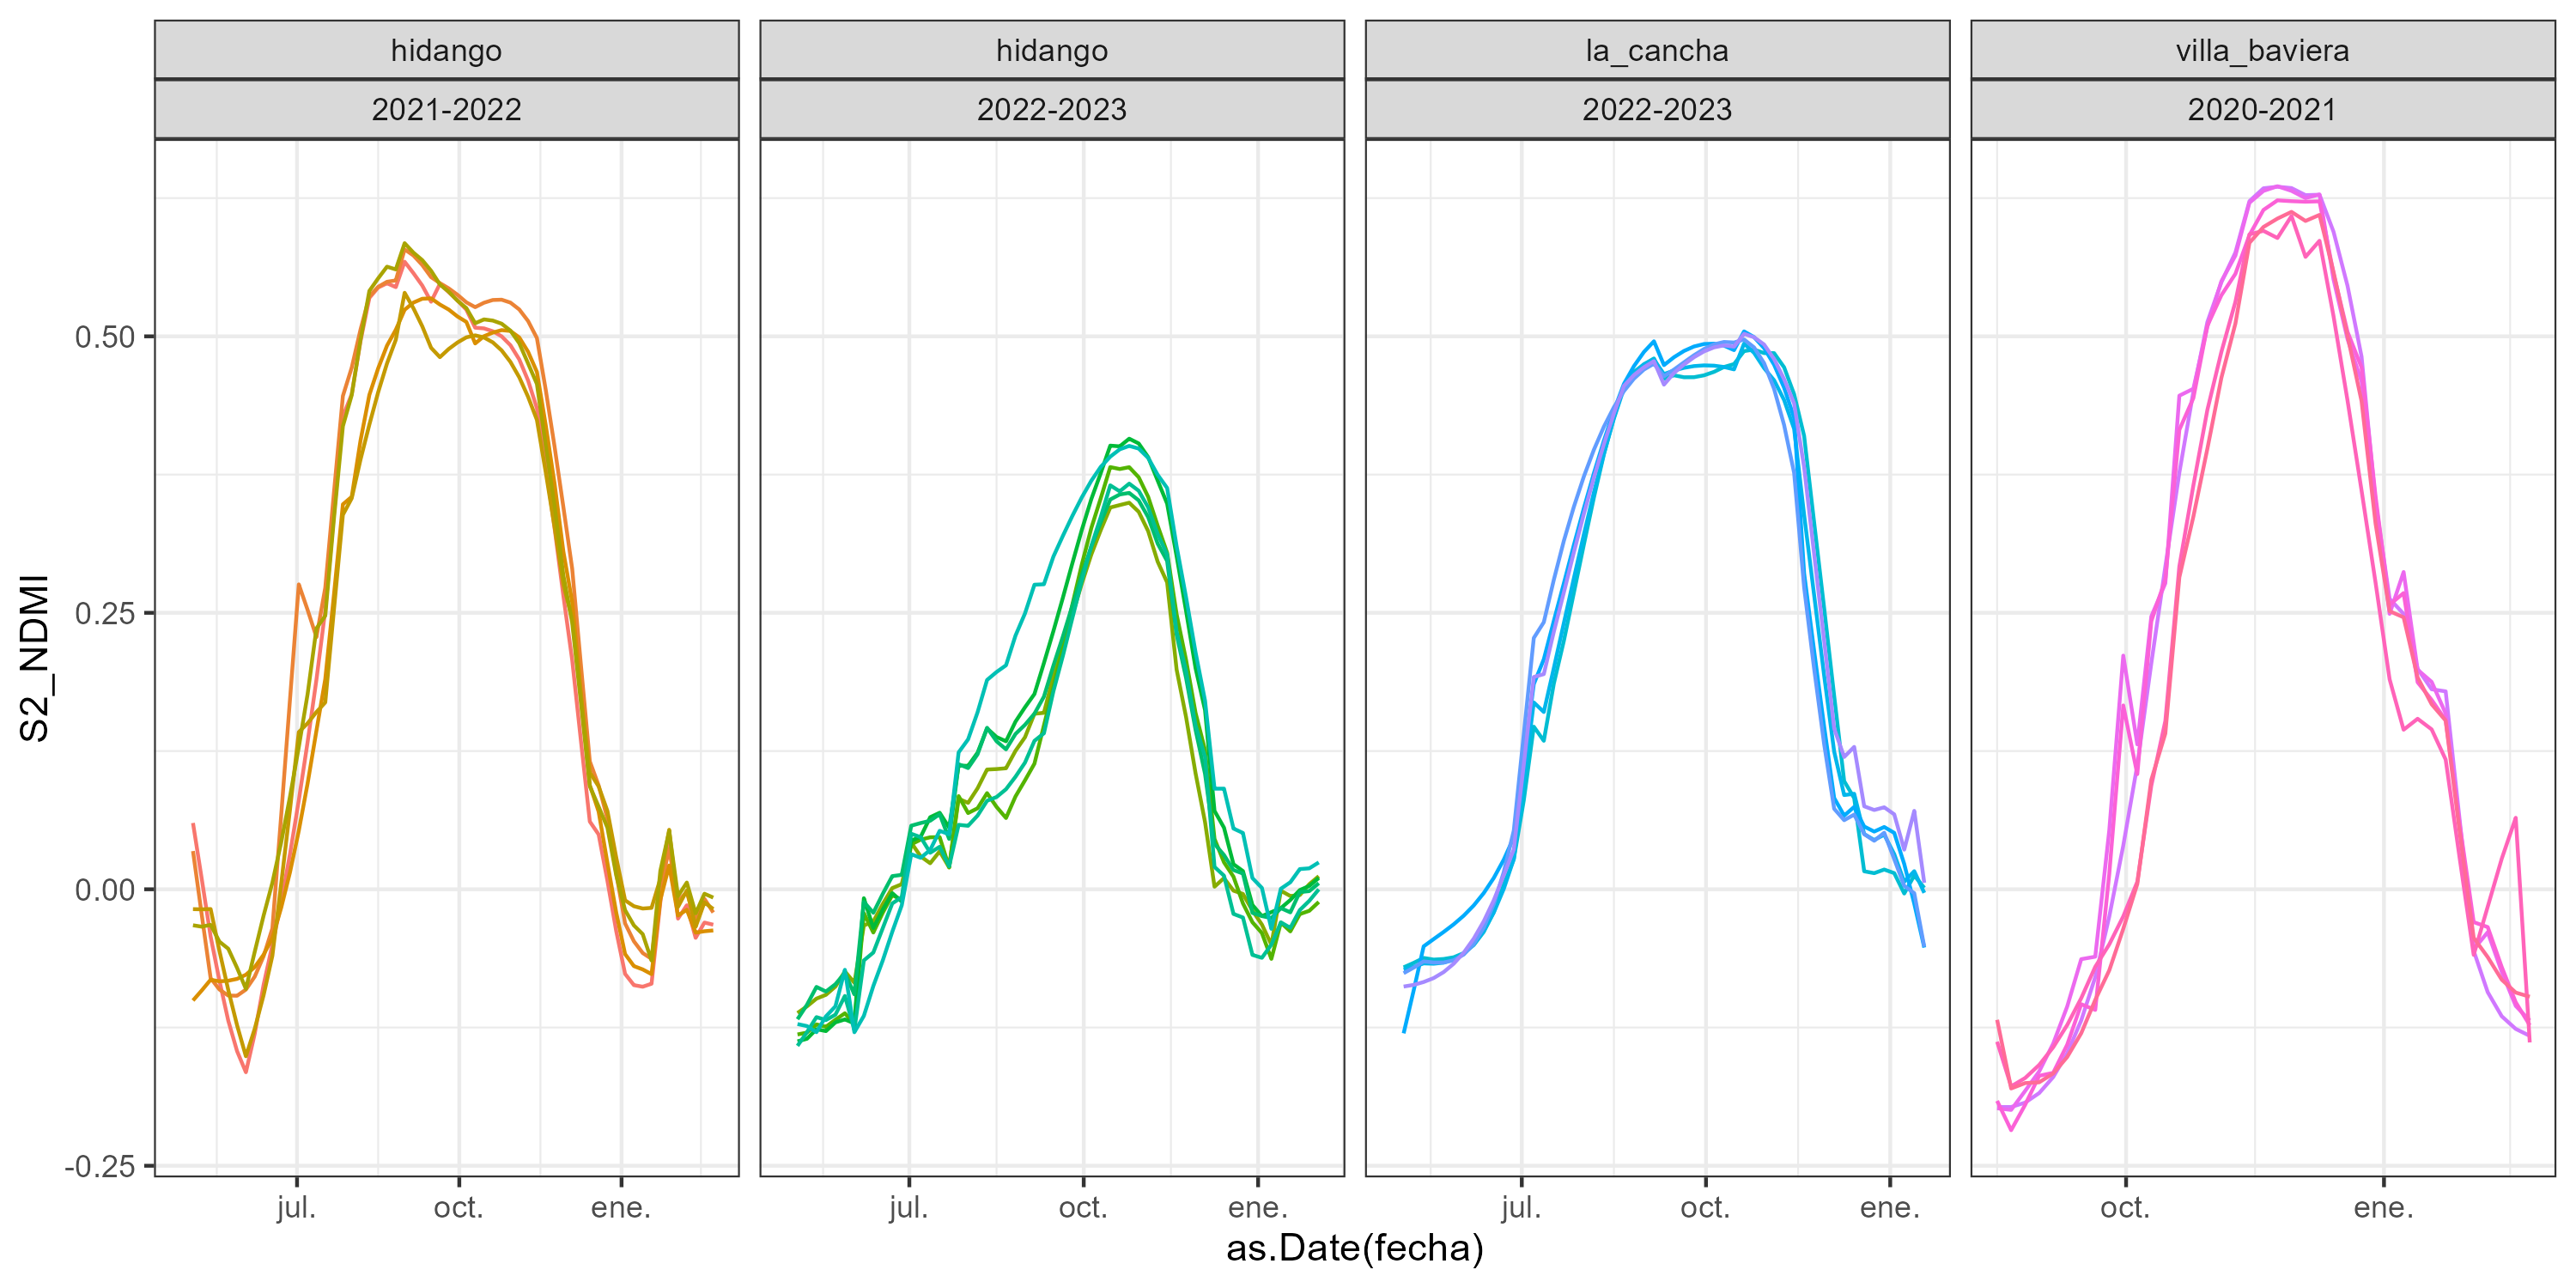 hidango hidango la_cancha villa_baviera
2021-2022 2022-2023 2022-2023 2020-2021
0.50
0.25
0.00
-0.25
S2_NDMI
jul. oct. ene. jul. oct. ene. jul. oct. ene. oct. ene.
as.Date(fecha)